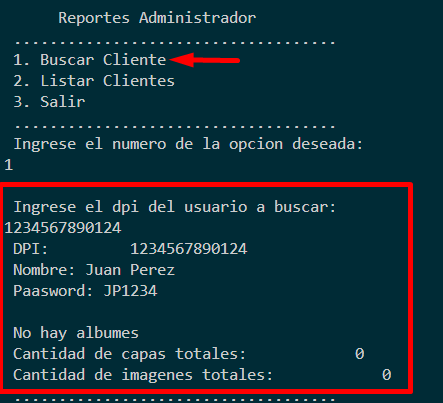 Reportes Administrador
....................................
1. Buscar Cliente
2. Listar Clientes
3. Salir
....................................
Ingrese el numero de la opcion deseada:
1
Ingrese el dpi del usuario a buscar:
1234567890124
DPI: 1234567890124
Nombre: Juan Perez
Paasword: JP1234
No hay albumes
Cantidad de capas totales: 0
Cantidad de imagenes totales: 0
....................................